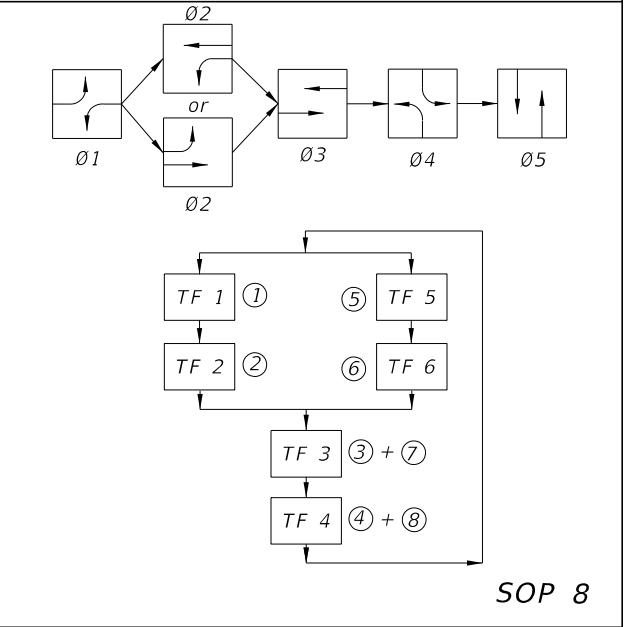 Ø2
or
Ø1
Ø2
Ø3
Ø4
Ø5
TF 1 ①
⑤ TF 5
TF 2 ②
⑥ TF 6
TF 3 ③ + ⑦
TF 4 ④ + ⑧
SOP 8